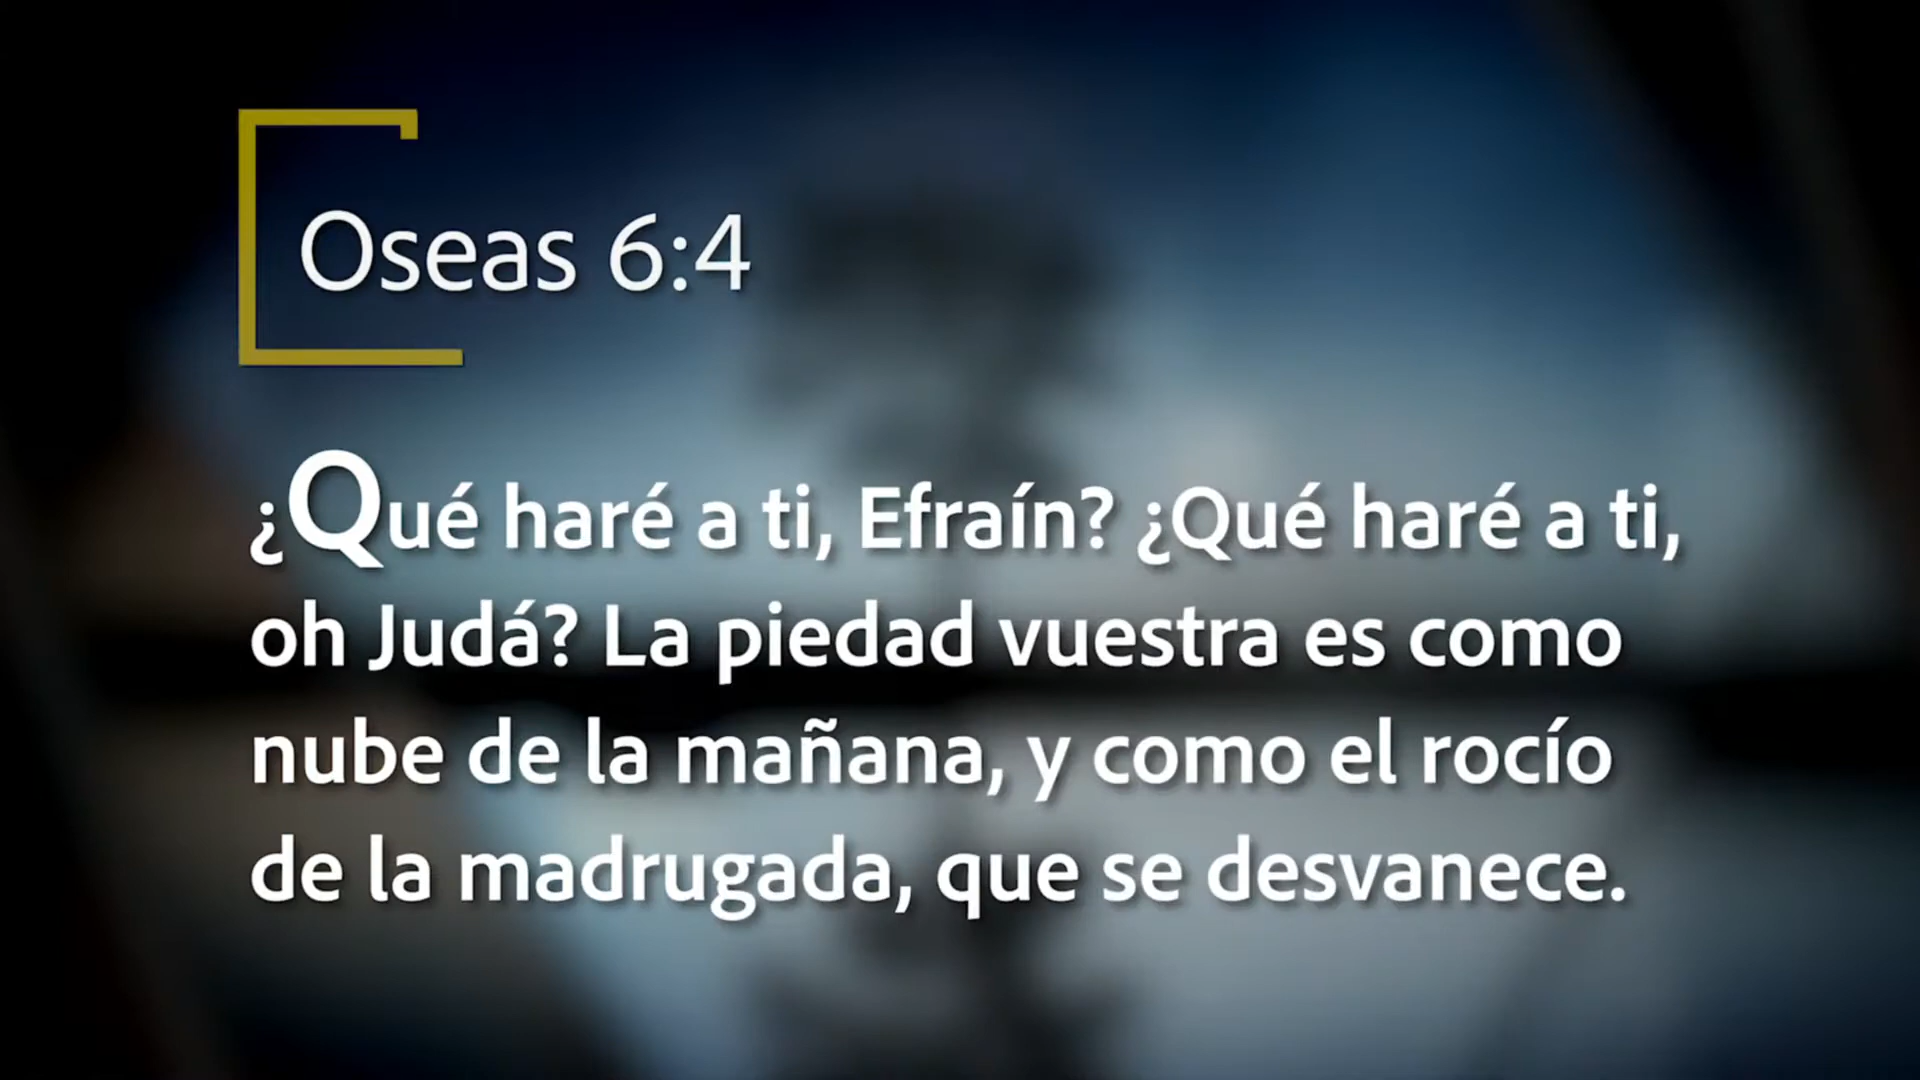 Oseas 6:4
¿Qué haré a ti, Efraín? ¿Qué haré a ti,
oh Judá? La piedad vuestra es como
nube de la mañana, y como el rocío
de la madrugada, que se desvanece.